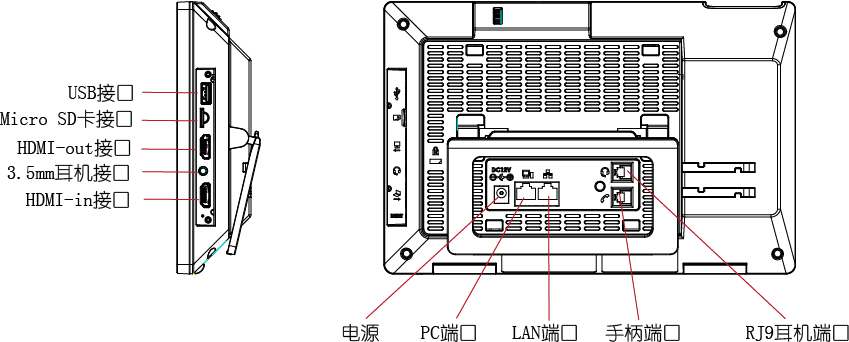 USB接口
Micro SD卡接口
HDMI-out接口
3.5mm耳机接口
HDMI-in接口
DC12V
电源
PC端口
LAN端口
手柄端口
RJ9耳机端口